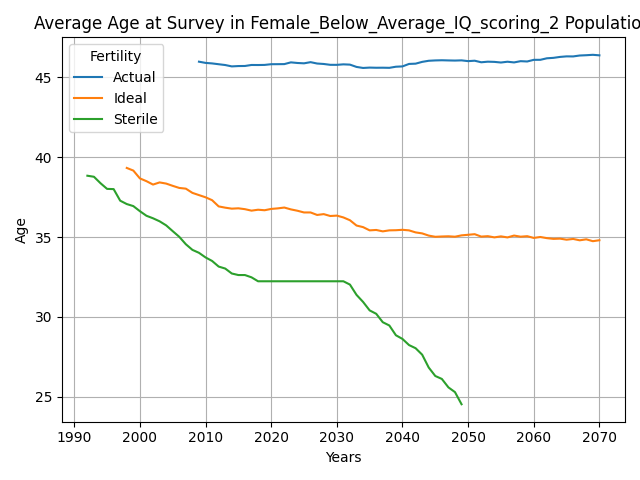 Average Age at Survey in Female_Below_Average_IQ_scoring_2 Populatio
Fertility
Actual
Ideal
Sterile
Age
45
40
35
30
25
1990 2000 2010 2020 2030 2040 2050 2060 2070
Years